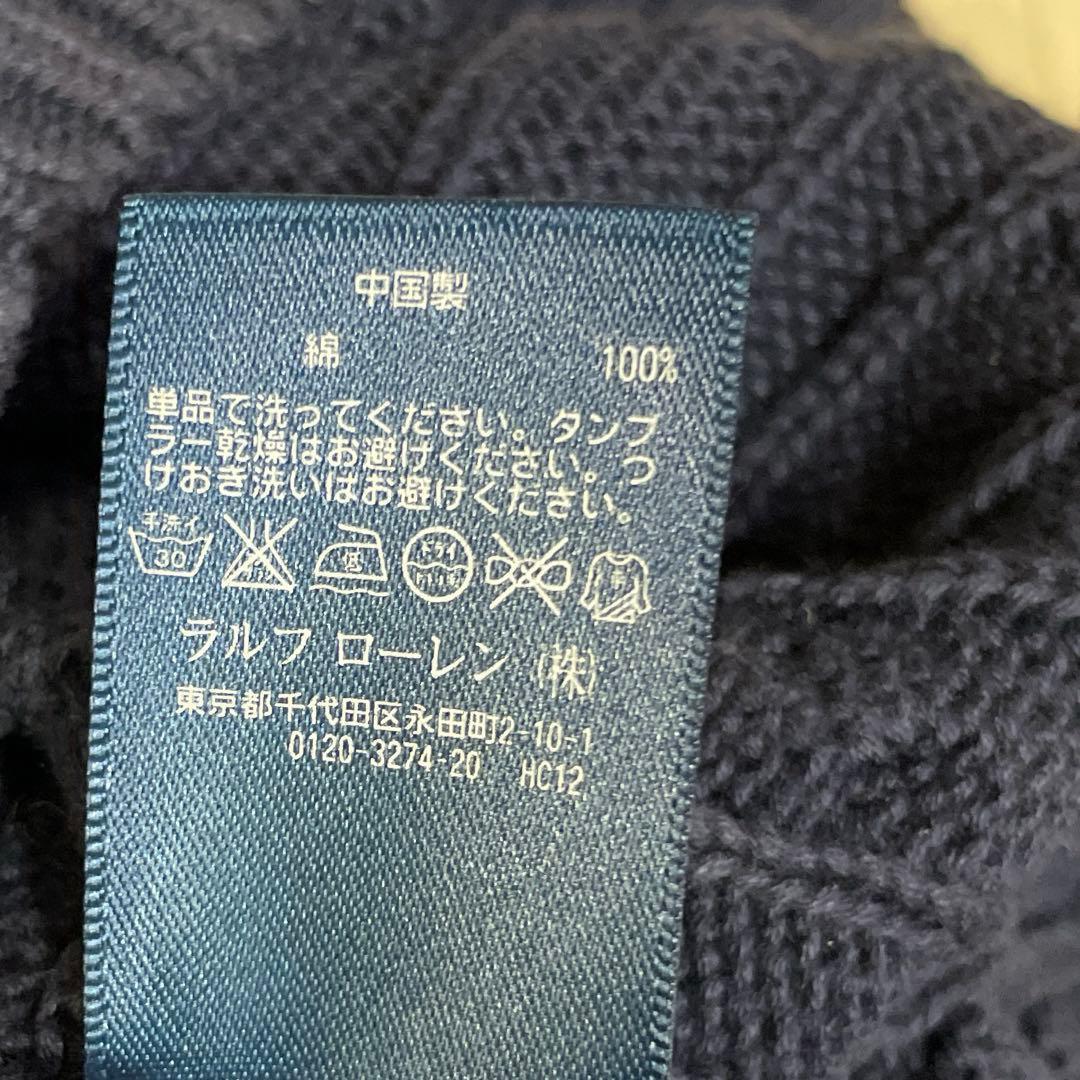 中国製
綿 100%
単品で洗ってください。タンブ
ラー乾燥はお避けください。つ
けおき洗いはお避けください。
手洗イ 30 低 ドライ
ラルフ ローレン (株)
東京都千代田区永田町2-10-1
0120-3274-20 HC12